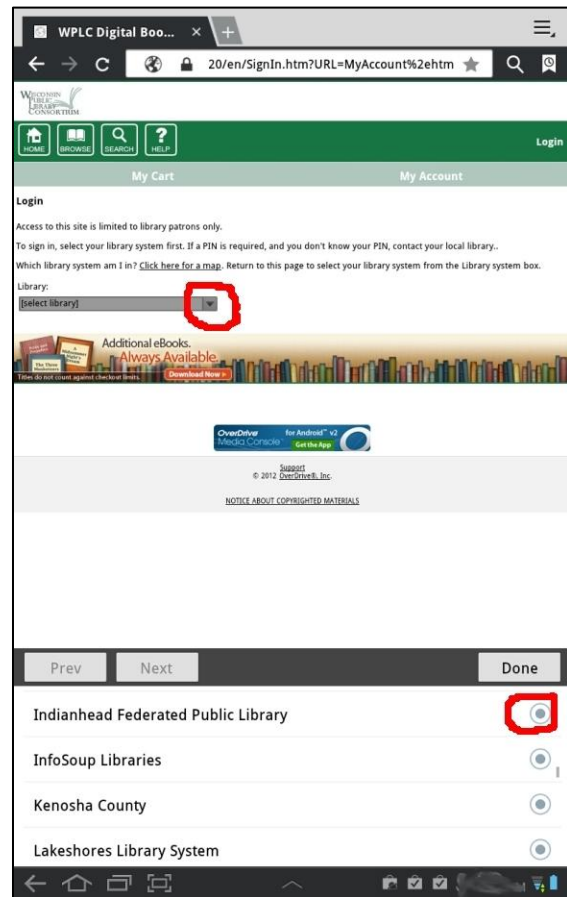 WPLC Digital Boo...
20/en/SignIn.htm?URL=MyAccount%2ehtm
WISCONSIN
PUBLIC
LIBRARY
CONSORTIUM
HOME BROWSE SEARCH HELP
Login
My Cart My Account
Login
Access to this site is limited to library patrons only.
To sign in, select your library system first. If a PIN is required, and you don't know your PIN, contact your local library..
Which library system am I in? Click here for a map. Return to this page to select your library system from the Library system box.
Library:
[select library]
Additional eBooks.
Always Available
Download Now >
Titles do not count against checkout limits.
OverDrive for Android™ v2
Media Console Get the App
Support
© 2012 OverDrive®, Inc.
NOTICE ABOUT COPYRIGHTED MATERIALS
Prev Next Done
Indianhead Federated Public Library
InfoSoup Libraries
Kenosha County
Lakeshores Library System